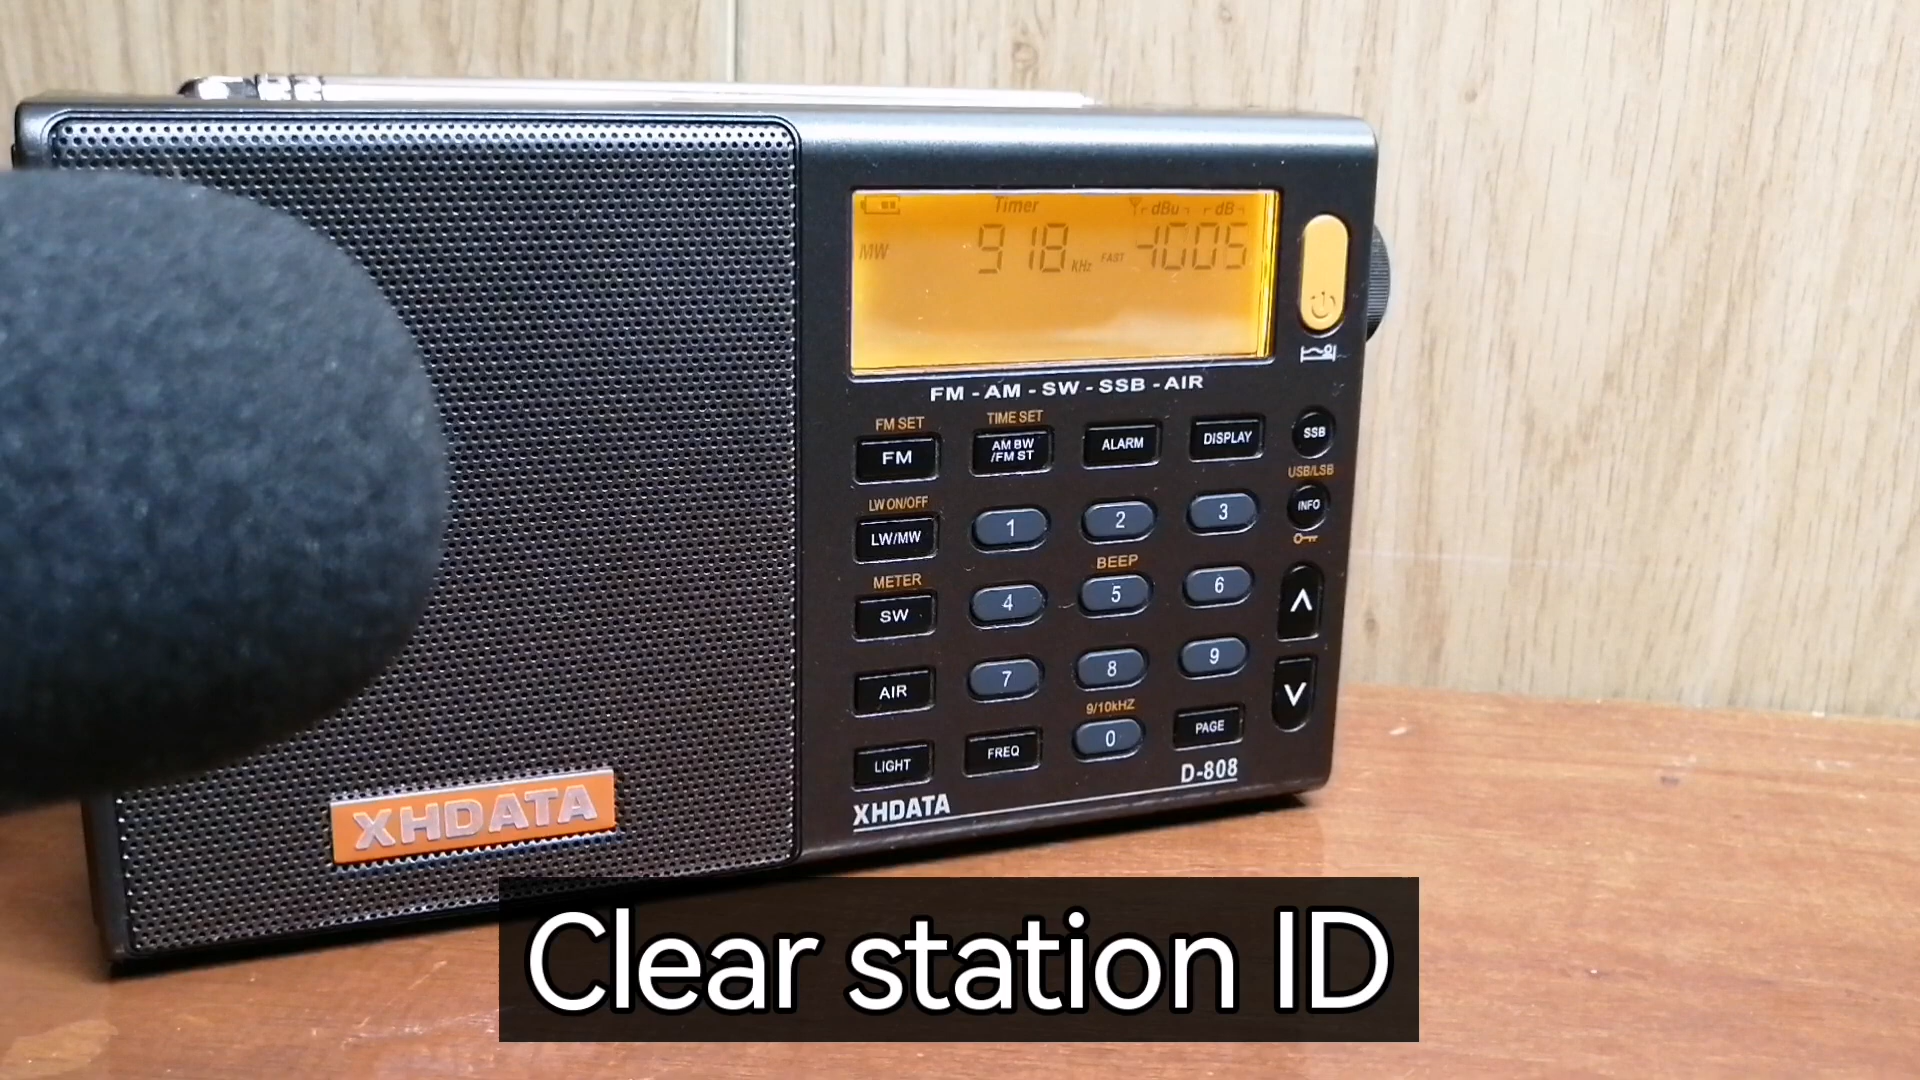 Timer dBu dB
MW 918 kHz FAST 4005
FM - AM - SW - SSB - AIR
FM SET TIME SET
FM AM BW /FM ST ALARM DISPLAY SSB
USB/LSB
LW ON/OFF
LW/MW 1 2 3 INFO
METER BEEP
SW 4 5 6
AIR 7 8 9
9/10kHZ
LIGHT FREQ 0 PAGE
D-808
XHDATA
XHDATA
Clear station ID